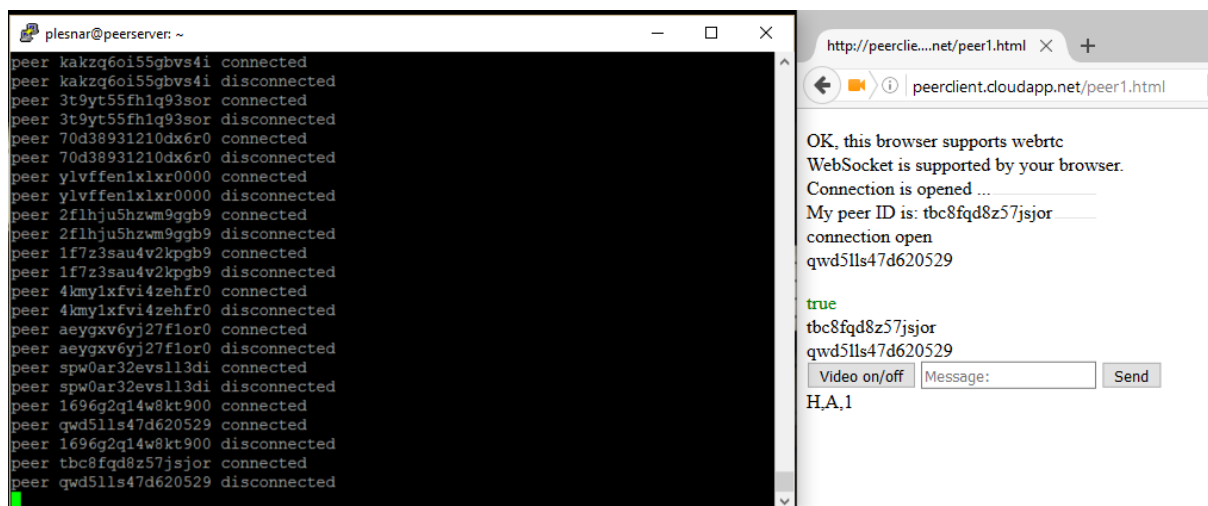 plesnar@peerserver: ~
peer kakzq6oi55gbvs4i connected
peer kakzq6oi55gbvs4i disconnected
peer 3t9yt55fh1q93sor connected
peer 3t9yt55fh1q93sor disconnected
peer 70d38931210dx6r0 connected
peer 70d38931210dx6r0 disconnected
peer ylvffen1xlxr0000 connected
peer ylvffen1xlxr0000 disconnected
peer 2flhju5hzwm9ggb9 connected
peer 2flhju5hzwm9ggb9 disconnected
peer 1f7z3sau4v2kpgb9 connected
peer 1f7z3sau4v2kpgb9 disconnected
peer 4kmy1xfvi4zehfr0 connected
peer 4kmy1xfvi4zehfr0 disconnected
peer aeygxv6yj27f1or0 connected
peer aeygxv6yj27f1or0 disconnected
peer spw0ar32evsll3di connected
peer spw0ar32evsll3di disconnected
peer 1696g2q14w8kt900 connected
peer qwd5lls47d620529 connected
peer 1696g2q14w8kt900 disconnected
peer tbc8fqd8z57jsjor connected
peer qwd5lls47d620529 disconnected
http://peerclie....net/peer1.html
peerclient.cloudapp.net/peer1.html
OK, this browser supports webrtc
WebSocket is supported by your browser.
Connection is opened ...
My peer ID is: tbc8fqd8z57jsjor
connection open
qwd5lls47d620529
true
tbc8fqd8z57jsjor
qwd5lls47d620529
Video on/off Message: Send
H,A,1